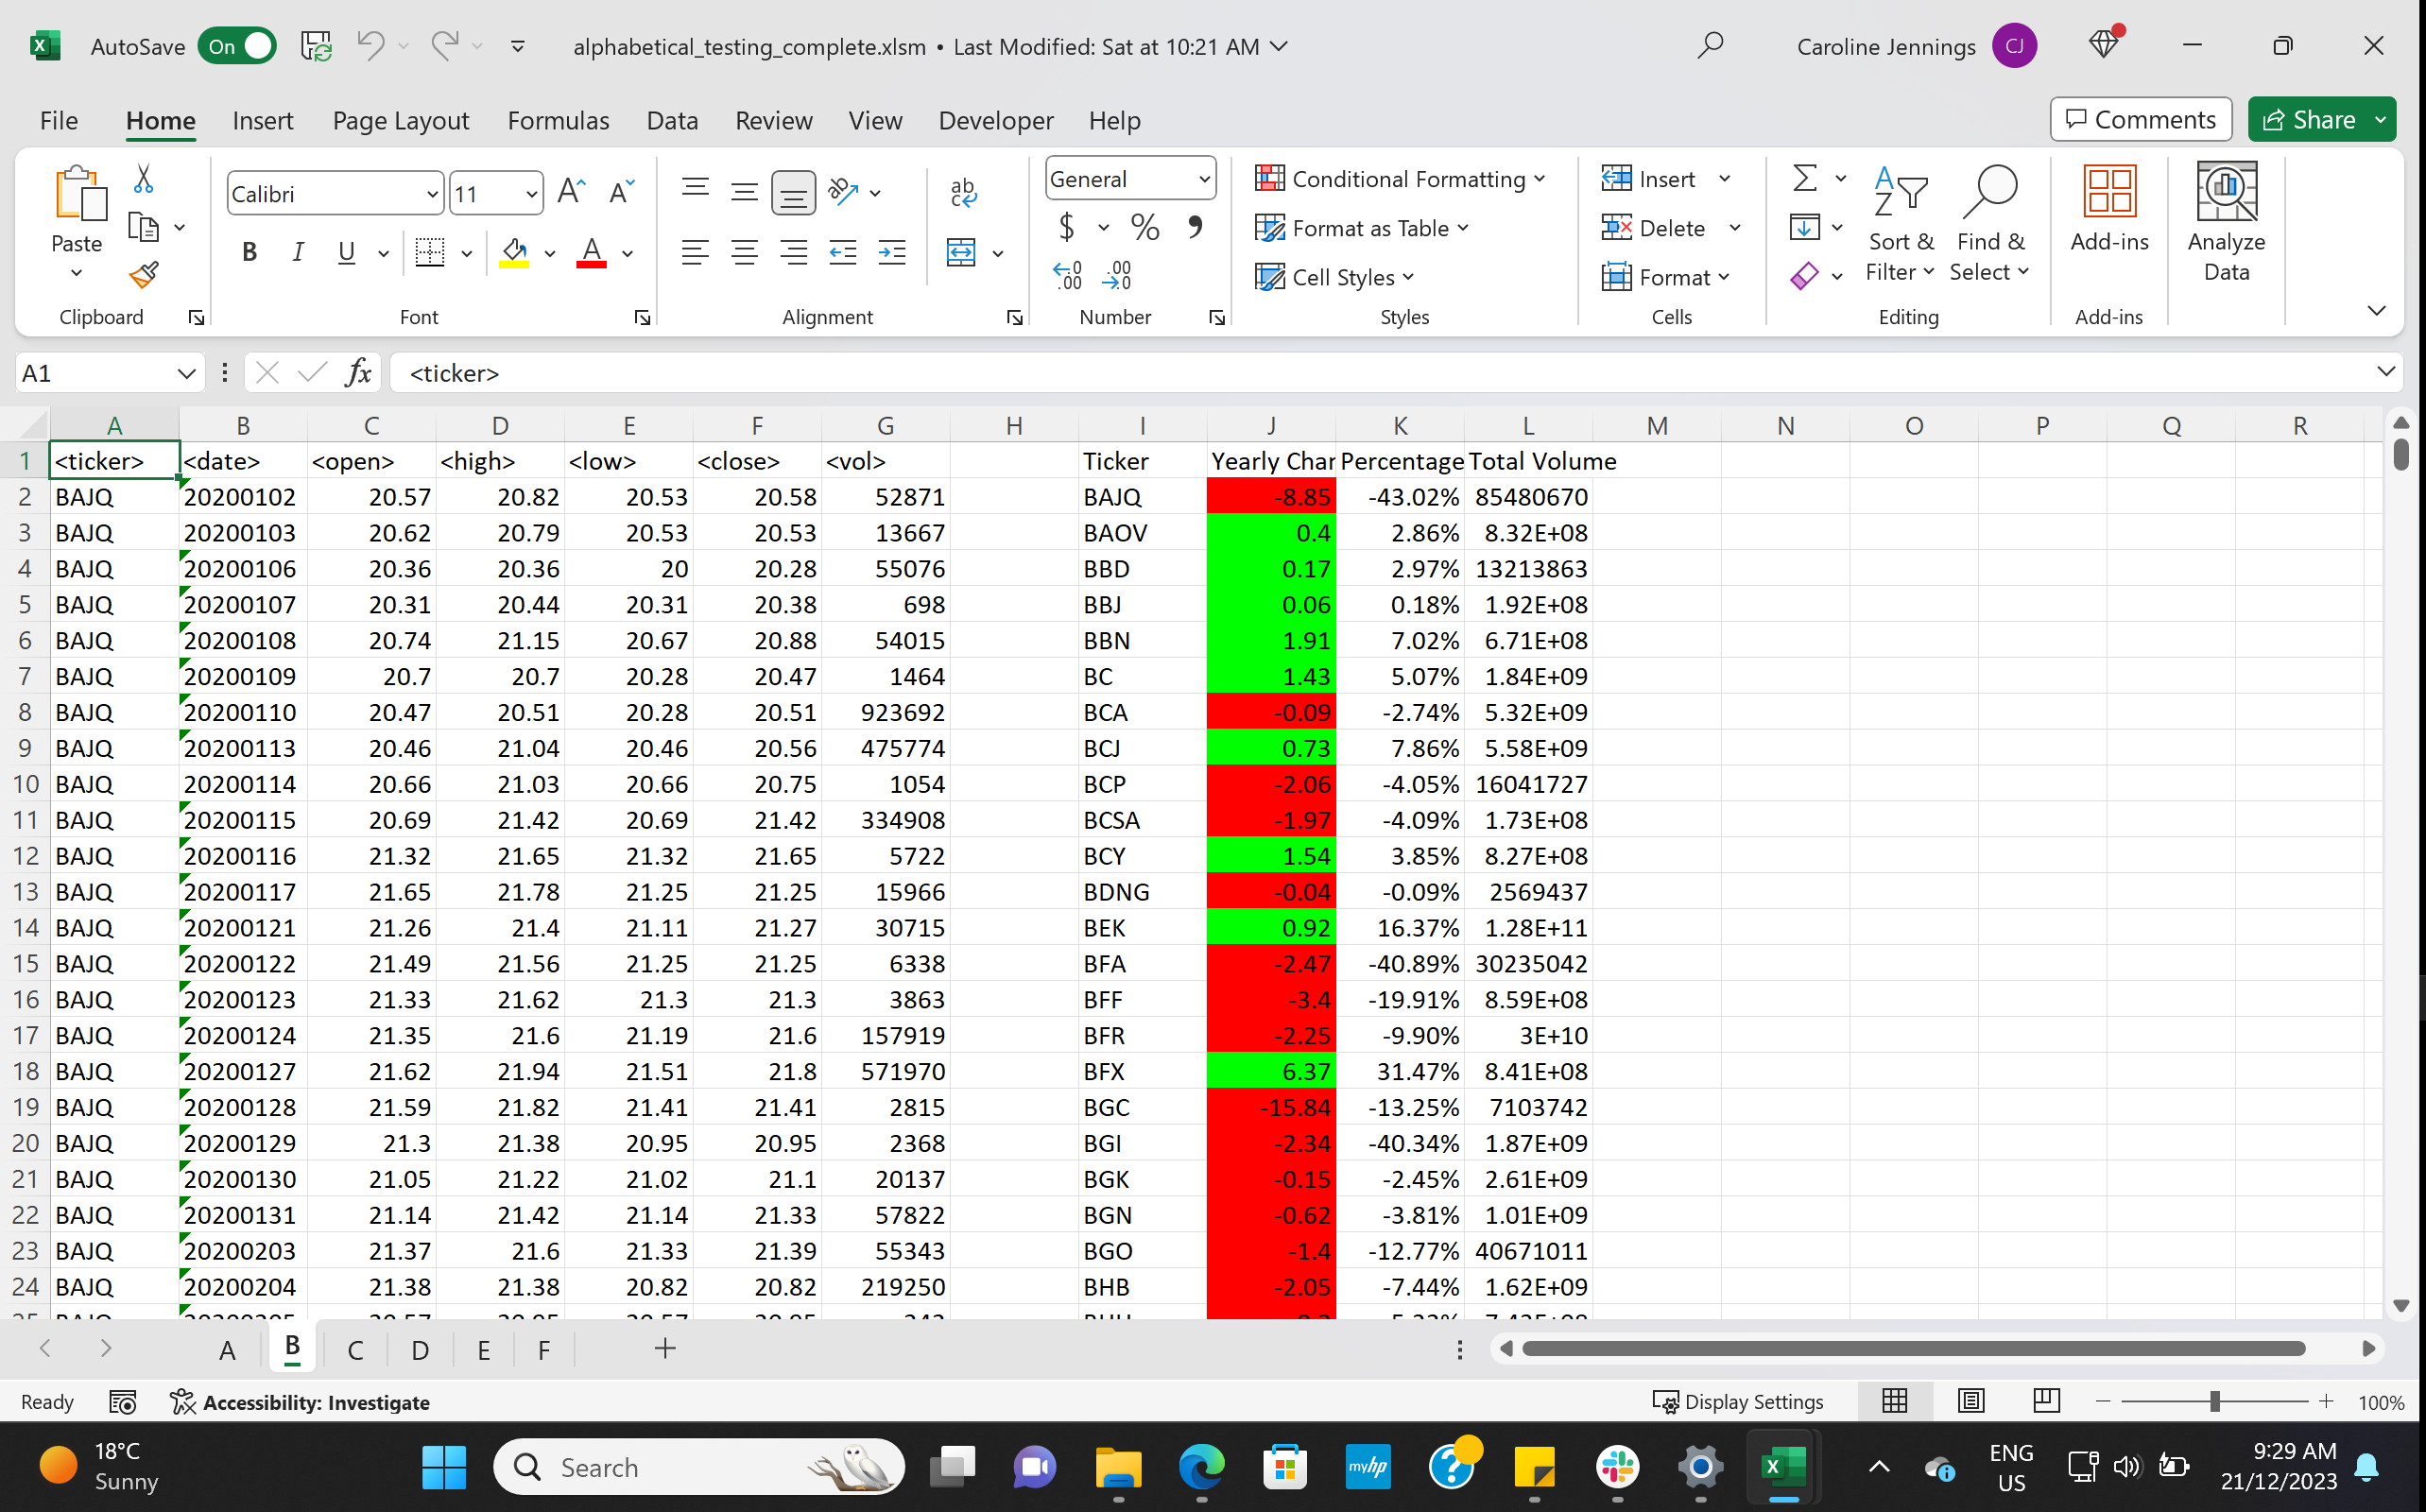 AutoSave On alphabetical_testing_complete.xlsm • Last Modified: Sat at 10:21 AM Caroline Jennings CJ
File Home Insert Page Layout Formulas Data Review View Developer Help Comments Share
Paste Calibri 11 General Conditional Formatting Format as Table Cell Styles Insert Delete Format Sort & Filter Find & Select Add-ins Analyze Data
Clipboard Font Alignment Number Styles Cells Editing Add-ins
A1 fx <ticker>
A B C D E F G H I J K L M N O P Q R
1 <ticker> <date> <open> <high> <low> <close> <vol> Ticker Yearly Char Percentage Total Volume
2 BAJQ 20200102 20.57 20.82 20.53 20.58 52871 BAJQ -8.85 -43.02% 85480670
3 BAJQ 20200103 20.62 20.79 20.53 20.53 13667 BAOV 0.4 2.86% 8.32E+08
4 BAJQ 20200106 20.36 20.36 20 20.28 55076 BBD 0.17 2.97% 13213863
5 BAJQ 20200107 20.31 20.44 20.31 20.38 698 BBJ 0.06 0.18% 1.92E+08
6 BAJQ 20200108 20.74 21.15 20.67 20.88 54015 BBN 1.91 7.02% 6.71E+08
7 BAJQ 20200109 20.7 20.7 20.28 20.47 1464 BC 1.43 5.07% 1.84E+09
8 BAJQ 20200110 20.47 20.51 20.28 20.51 923692 BCA -0.09 -2.74% 5.32E+09
9 BAJQ 20200113 20.46 21.04 20.46 20.56 475774 BCJ 0.73 7.86% 5.58E+09
10 BAJQ 20200114 20.66 21.03 20.66 20.75 1054 BCP -2.06 -4.05% 16041727
11 BAJQ 20200115 20.69 21.42 20.69 21.42 334908 BCSA -1.97 -4.09% 1.73E+08
12 BAJQ 20200116 21.32 21.65 21.32 21.65 5722 BCY 1.54 3.85% 8.27E+08
13 BAJQ 20200117 21.65 21.78 21.25 21.25 15966 BDNG -0.04 -0.09% 2569437
14 BAJQ 20200121 21.26 21.4 21.11 21.27 30715 BEK 0.92 16.37% 1.28E+11
15 BAJQ 20200122 21.49 21.56 21.25 21.25 6338 BFA -2.47 -40.89% 30235042
16 BAJQ 20200123 21.33 21.62 21.3 21.3 3863 BFF -3.4 -19.91% 8.59E+08
17 BAJQ 20200124 21.35 21.6 21.19 21.6 157919 BFR -2.25 -9.90% 3E+10
18 BAJQ 20200127 21.62 21.94 21.51 21.8 571970 BFX 6.37 31.47% 8.41E+08
19 BAJQ 20200128 21.59 21.82 21.41 21.41 2815 BGC -15.84 -13.25% 7103742
20 BAJQ 20200129 21.3 21.38 20.95 20.95 2368 BGI -2.34 -40.34% 1.87E+09
21 BAJQ 20200130 21.05 21.22 21.02 21.1 20137 BGK -0.15 -2.45% 2.61E+09
22 BAJQ 20200131 21.14 21.42 21.14 21.33 57822 BGN -0.62 -3.81% 1.01E+09
23 BAJQ 20200203 21.37 21.6 21.33 21.39 55343 BGO -1.4 -12.77% 40671011
24 BAJQ 20200204 21.38 21.38 20.82 20.82 219250 BHB -2.05 -7.44% 1.62E+09
A B C D E F
Ready Accessibility: Investigate Display Settings 100%
18°C Search myhp ENG 9:29 AM
Sunny US 21/12/2023